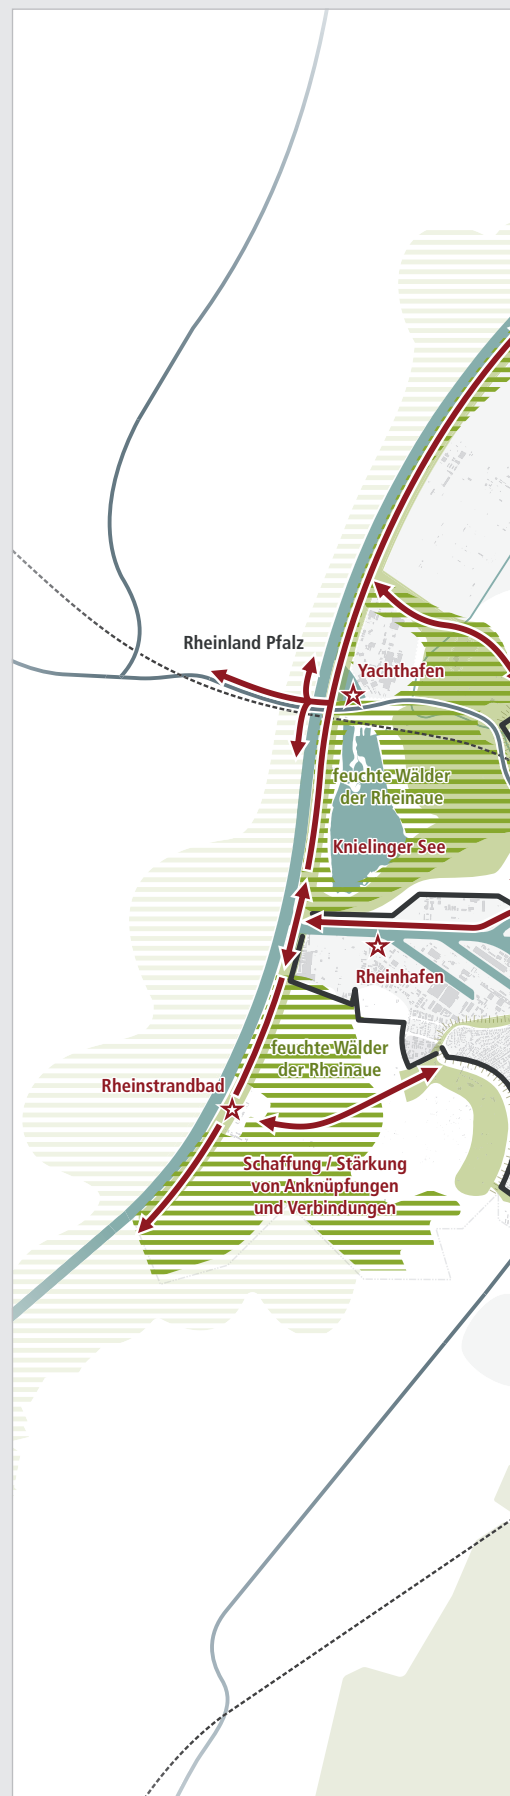 Rheinland Pfalz
Yachthafen
feuchte Wälder
der Rheinaue
Knielinger See
Rheinhafen
feuchte Wälder
der Rheinaue
Rheinstrandbad
Schaffung / Stärkung
von Anknüpfungen
und Verbindungen